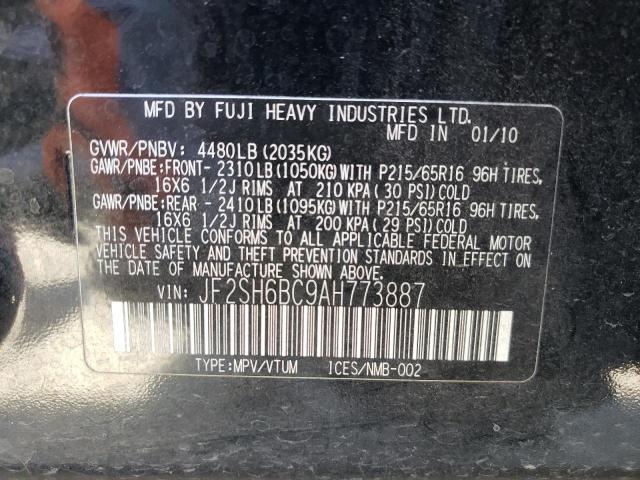 MFD BY FUJI HEAVY INDUSTRIES LTD.
MFD IN 01/10
GVWR/PNBV: 4480LB(2035KG)
GAWR/PNBE:FRONT- 2310LB(1050KG)WITH P215/65R16 96H TIRES,
16X6 1/2J RIMS AT 210 KPA( 30 PSI)COLD
GAWR/PNBE:REAR - 2410LB(1095KG)WITH P215/65R16 96H TIRES,
16X6 1/2J RIMS AT 200 KPA( 29 PSI)COLD
THIS VEHICLE CONFORMS TO ALL APPLICABLE FEDERAL MOTOR
VEHICLE SAFETY AND THEFT PREVENTION STANDARDS IN EFFECT
ON THE DATE OF MANUFACTURE SHOWN ABOVE.
VIN: JF2SH6BC9AH773887
TYPE:MPV/VTUM ICES/NMB-002